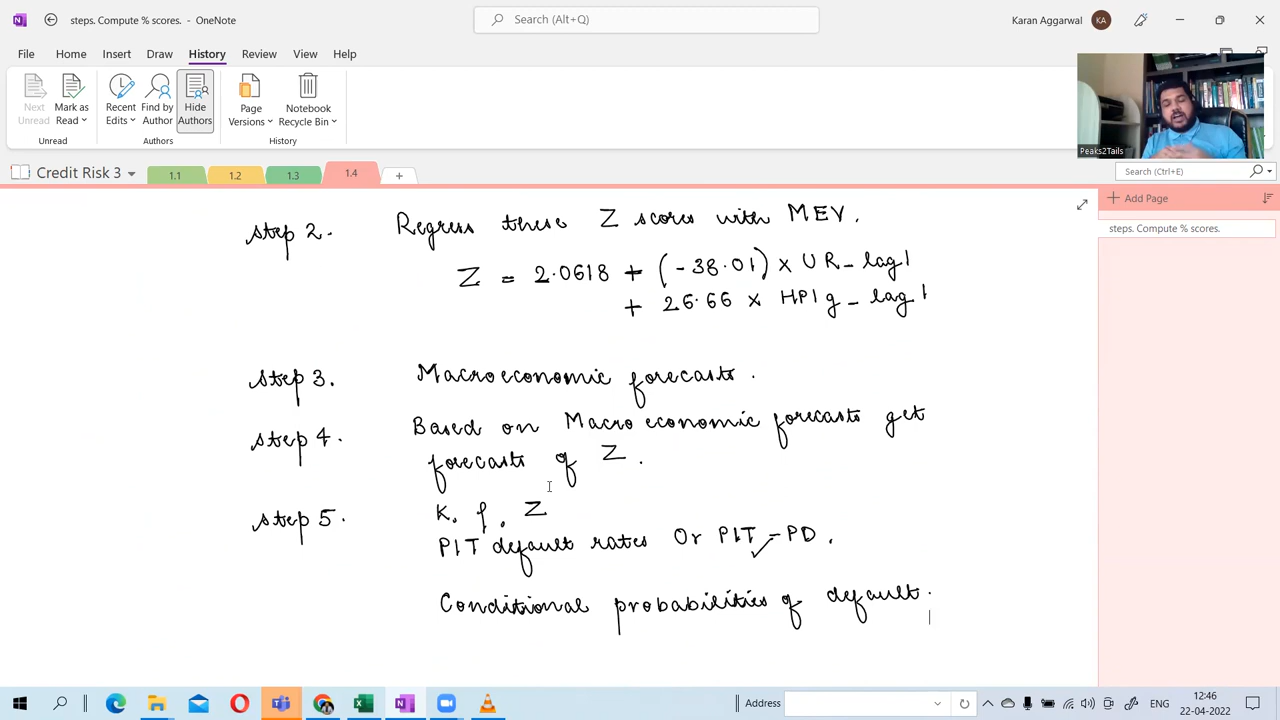 steps. Compute % scores. - OneNote
Search (Alt+Q)
Karan Aggarwal
KA
File Home Insert Draw History Review View Help
Next Unread
Mark as Read
Recent Edits
Find by Author
Hide Authors
Page Versions
Notebook Recycle Bin
Unread
Authors
History
Peaks2Tails
Credit Risk 3
1.1
1.2
1.3
1.4
+
Search (Ctrl+E)
Add Page
steps. Compute % scores.
step 2. Regress these Z scores with MEV.
Z = 2.0618 + (-38.01) x UR_lag1
+ 26.66 x HPIg_lag1
step 3. Macroeconomic forecasts.
step 4. Based on Macroeconomic forecasts get
forecasts of Z.
step 5. K. ρ. Z
PIT default rates Or PIT-PD.
Conditional probabilities of default.
Address
12:46
22-04-2022